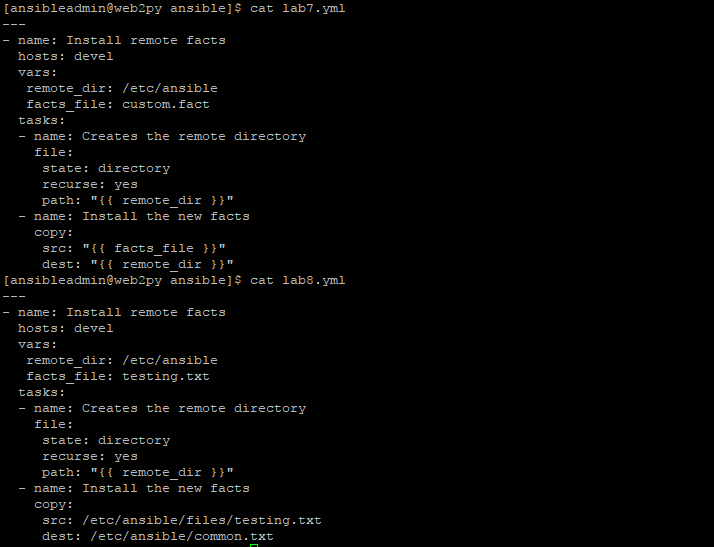 [ansibleadmin@web2py ansible]$ cat lab7.yml
---
- name: Install remote facts
  hosts: devel
  vars:
   remote_dir: /etc/ansible
   facts_file: custom.fact
  tasks:
  - name: Creates the remote directory
    file:
     state: directory
     recurse: yes
     path: "{{ remote_dir }}"
  - name: Install the new facts
    copy:
     src: "{{ facts_file }}"
     dest: "{{ remote_dir }}"
[ansibleadmin@web2py ansible]$ cat lab8.yml
---
- name: Install remote facts
  hosts: devel
  vars:
   remote_dir: /etc/ansible
   facts_file: testing.txt
  tasks:
  - name: Creates the remote directory
    file:
     state: directory
     recurse: yes
     path: "{{ remote_dir }}"
  - name: Install the new facts
    copy:
     src: /etc/ansible/files/testing.txt
     dest: /etc/ansible/common.txt